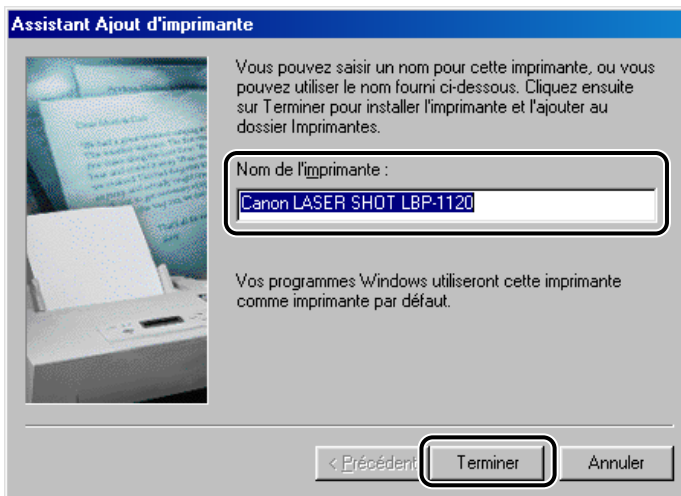 Assistant Ajout d'imprimante
Vous pouvez saisir un nom pour cette imprimante, ou vous
pouvez utiliser le nom fourni ci-dessous. Cliquez ensuite
sur Terminer pour installer l'imprimante et l'ajouter au
dossier Imprimantes.
Nom de l'imprimante :
Canon LASER SHOT LBP-1120
Vos programmes Windows utiliseront cette imprimante
comme imprimante par défaut.
< Précédent
Terminer
Annuler